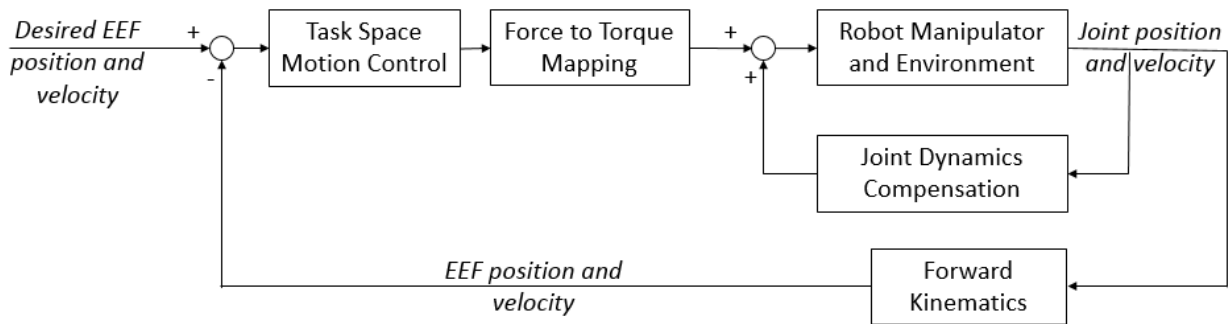 Desired EEF
position and
velocity
+
-
Task Space
Motion Control
Force to Torque
Mapping
+
+
Robot Manipulator
and Environment
Joint position
and velocity
Joint Dynamics
Compensation
EEF position and
velocity
Forward
Kinematics